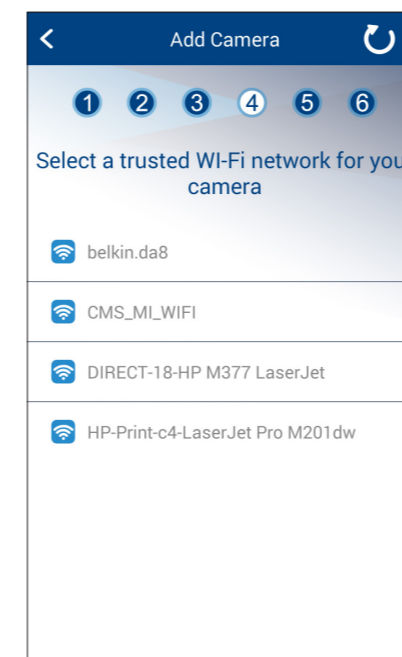 Add Camera
1 2 3 4 5 6
Select a trusted WI-Fi network for you
camera
belkin.da8
CMS_MI_WIFI
DIRECT-18-HP M377 LaserJet
HP-Print-c4-LaserJet Pro M201dw